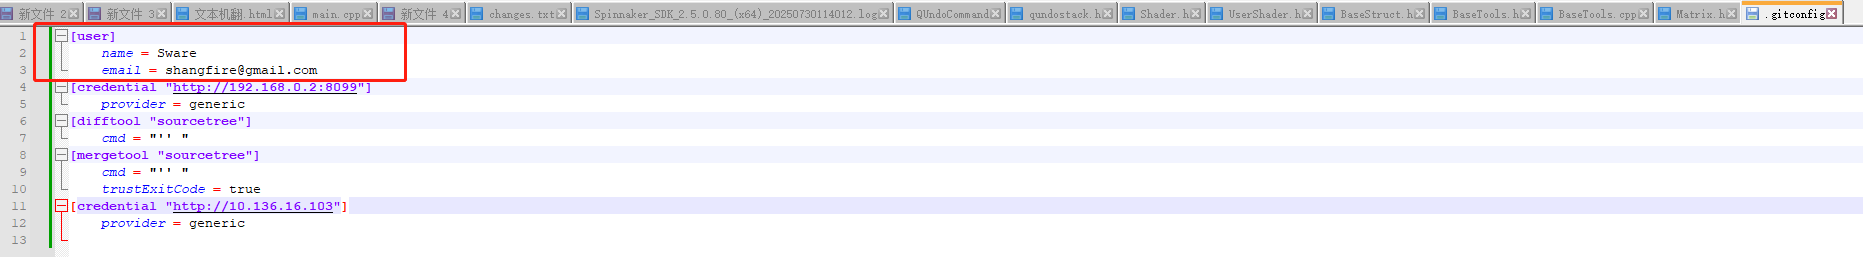 新文件 2 新文件 3 文本机翻.html main.cpp 新文件 4 changes.txt Spinnaker_SDK_2.5.0.80_(x64)_20250730114012.log QUndoCommand qundostack.h Shader.h UserShader.h BaseStruct.h BaseTools.h BaseTools.cpp Matrix.h .gitconfig
1 [user]
2 name = Sware
3 email = shangfire@gmail.com
4 [credential "http://192.168.0.2:8099"]
5 provider = generic
6 [difftool "sourcetree"]
7 cmd = "'' "
8 [mergetool "sourcetree"]
9 cmd = "'' "
10 trustExitCode = true
11 [credential "http://10.136.16.103"]
12 provider = generic
13